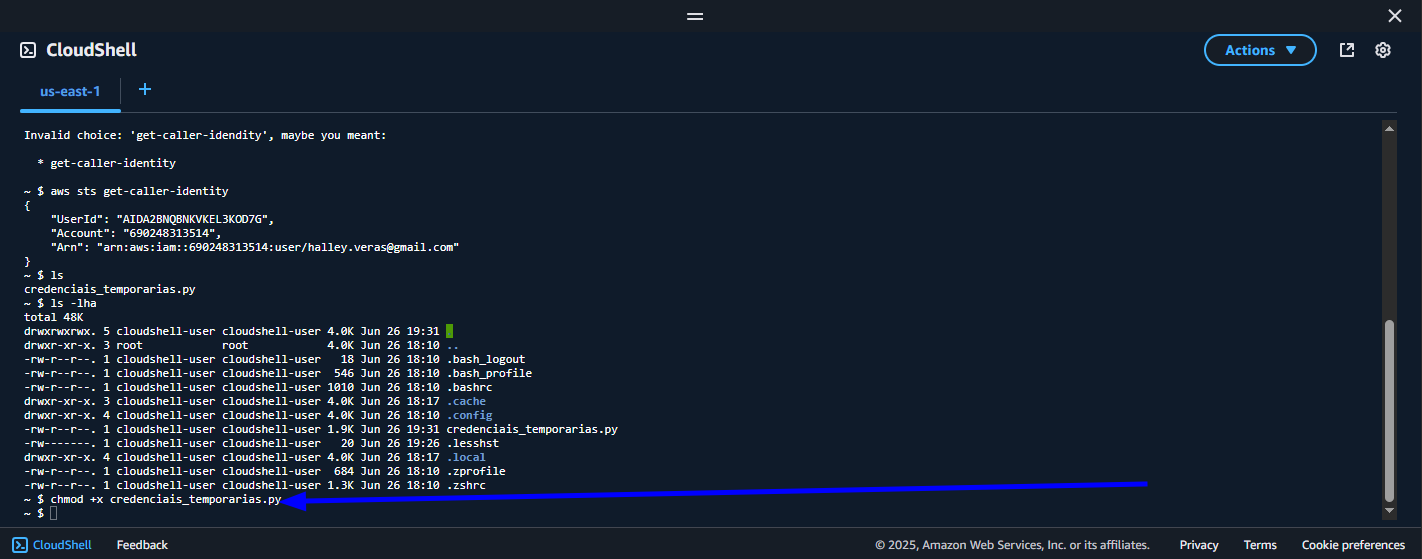 CloudShell
Actions
us-east-1 +
Invalid choice: 'get-caller-idendity', maybe you meant:
* get-caller-identity
~ $ aws sts get-caller-identity
{
"UserId": "AIDA2BNQBNKVKEL3KOD7G",
"Account": "690248313514",
"Arn": "arn:aws:iam::690248313514:user/halley.veras@gmail.com"
}
~ $ ls
credenciais_temporarias.py
~ $ ls -lha
total 48K
drwxrwxrwx. 5 cloudshell-user cloudshell-user 4.0K Jun 26 19:31 .
drwxr-xr-x. 3 root root 4.0K Jun 26 18:10 ..
-rw-r--r--. 1 cloudshell-user cloudshell-user 18 Jun 26 18:10 .bash_logout
-rw-r--r--. 1 cloudshell-user cloudshell-user 546 Jun 26 18:10 .bash_profile
-rw-r--r--. 1 cloudshell-user cloudshell-user 1010 Jun 26 18:10 .bashrc
drwxr-xr-x. 3 cloudshell-user cloudshell-user 4.0K Jun 26 18:17 .cache
drwxr-xr-x. 4 cloudshell-user cloudshell-user 4.0K Jun 26 18:10 .config
-rw-r--r--. 1 cloudshell-user cloudshell-user 1.9K Jun 26 19:31 credenciais_temporarias.py
-rw-------. 1 cloudshell-user cloudshell-user 20 Jun 26 19:26 .lesshst
drwxr-xr-x. 4 cloudshell-user cloudshell-user 4.0K Jun 26 18:17 .local
-rw-r--r--. 1 cloudshell-user cloudshell-user 684 Jun 26 18:10 .zprofile
-rw-r--r--. 1 cloudshell-user cloudshell-user 1.3K Jun 26 18:10 .zshrc
~ $ chmod +x credenciais_temporarias.py
~ $
CloudShell Feedback © 2025, Amazon Web Services, Inc. or its affiliates. Privacy Terms Cookie preferences